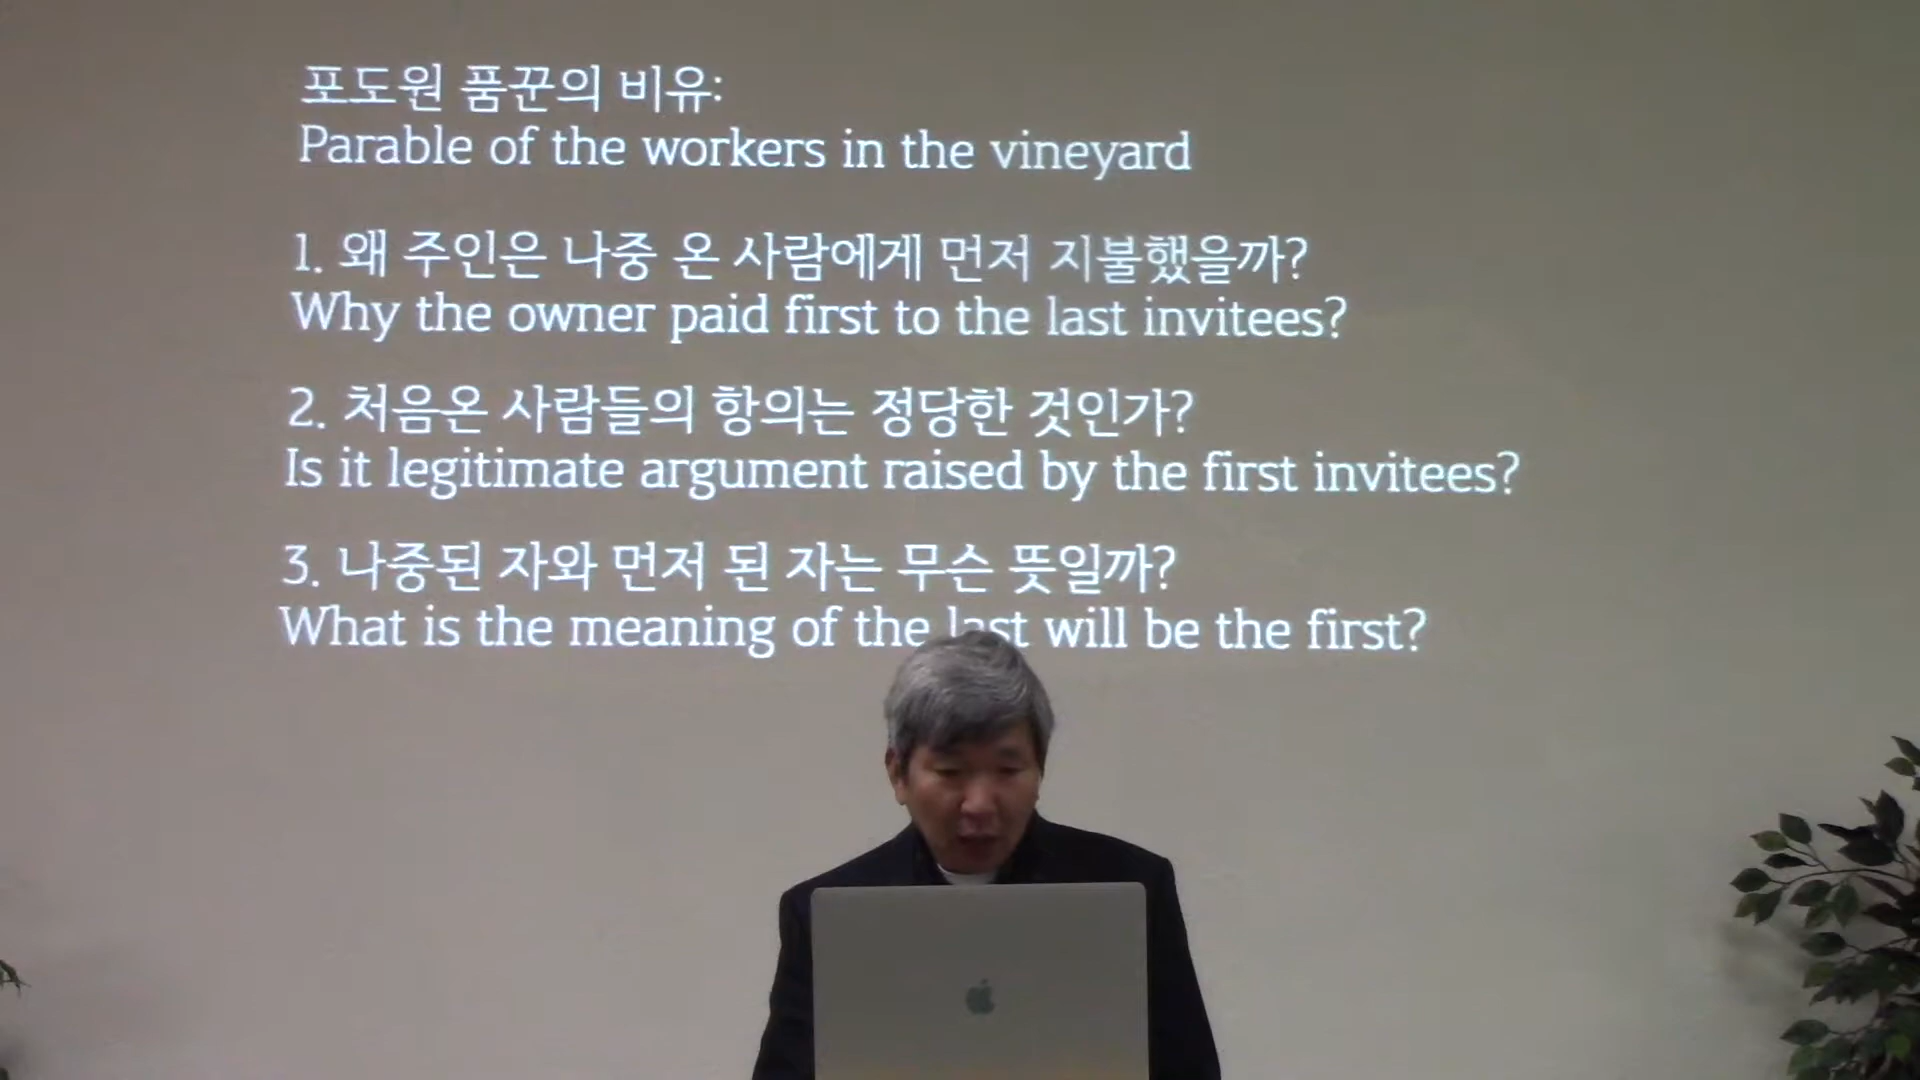 포도원 품꾼의 비유:
Parable of the workers in the vineyard
1. 왜 주인은 나중 온 사람에게 먼저 지불했을까?
Why the owner paid first to the last invitees?
2. 처음온 사람들의 항의는 정당한 것인가?
Is it legitimate argument raised by the first invitees?
3. 나중된 자와 먼저 된 자는 무슨 뜻일까?
What is the meaning of the last will be the first?